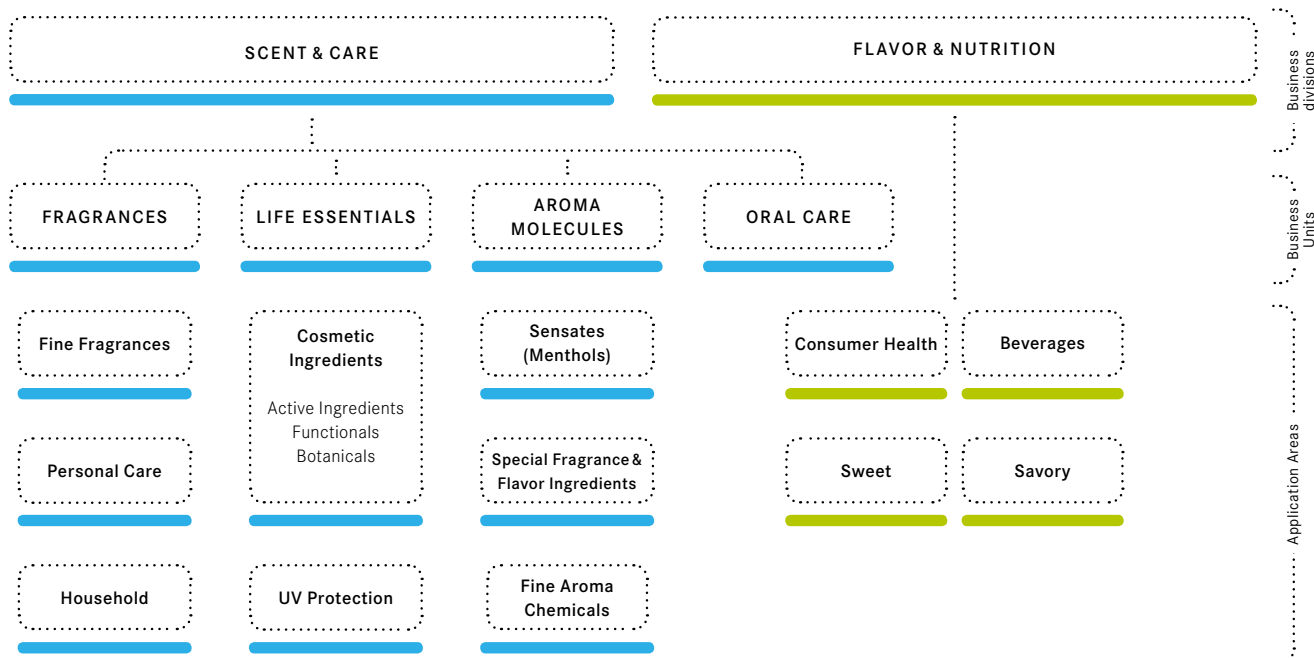 SCENT & CARE
FLAVOR & NUTRITION
Business
divisions
FRAGRANCES
LIFE ESSENTIALS
AROMA
MOLECULES
ORAL CARE
Business
Units
Fine Fragrances
Cosmetic
Ingredients
Active Ingredients
Functionals
Botanicals
Sensates
(Menthols)
Consumer Health
Beverages
Personal Care
Special Fragrance &
Flavor Ingredients
Sweet
Savory
Application Areas
Household
UV Protection
Fine Aroma
Chemicals